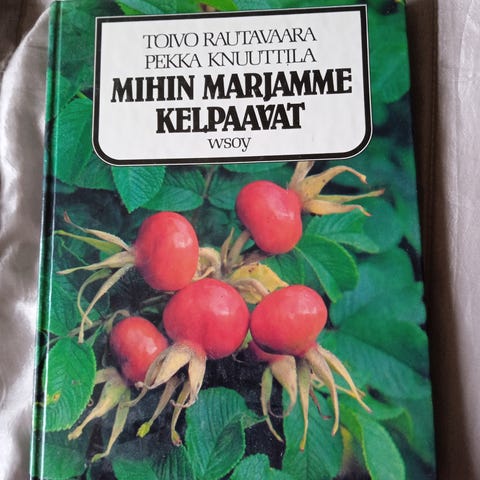 TOIVO RAUTAVAARA
PEKKA KNUUTTILA
MIHIN MARJAMME
KELPAAVAT
wsoy